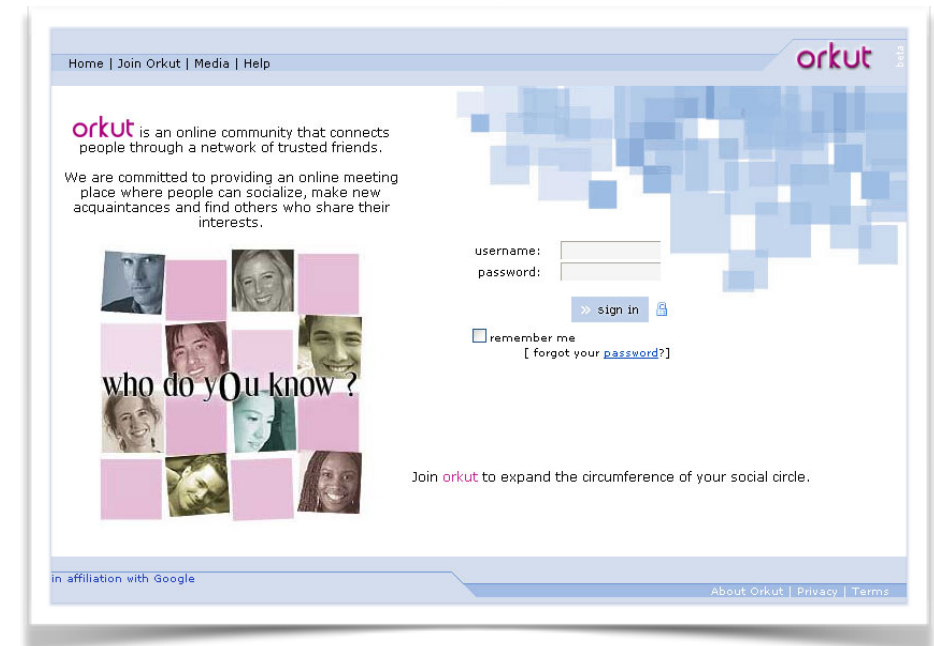 Home | Join Orkut | Media | Help
orkut beta
orkut is an online community that connects
people through a network of trusted friends.
We are committed to providing an online meeting
place where people can socialize, make new
acquaintances and find others who share their
interests.
who do yOu know ?
username:
password:
» sign in
remember me
[ forgot your password?]
Join orkut to expand the circumference of your social circle.
in affiliation with Google
About Orkut | Privacy | Terms